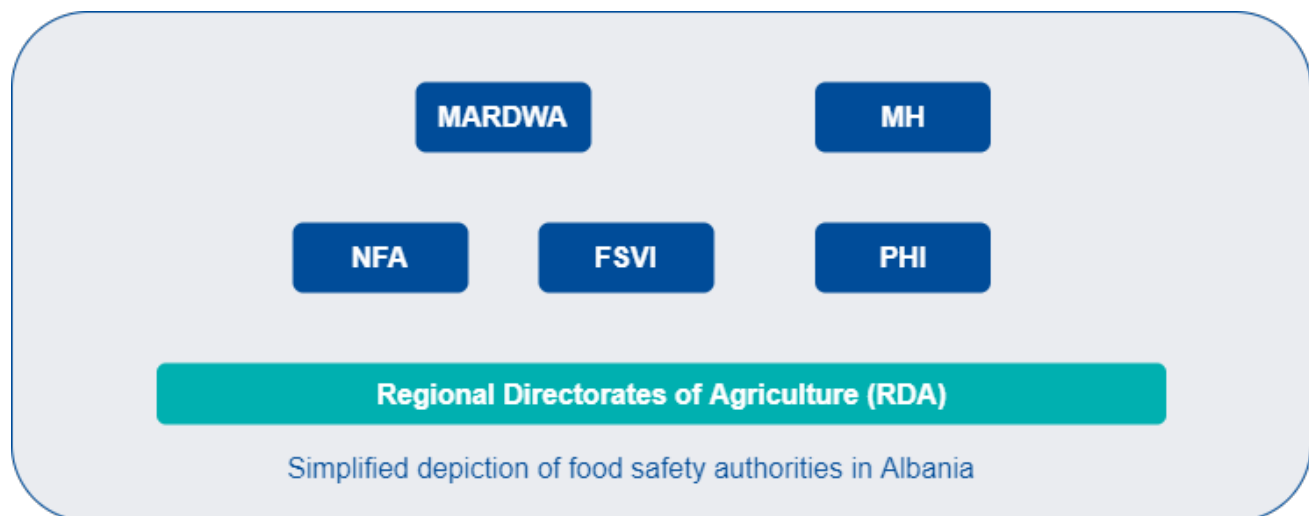 MARDWA MH
NFA FSVI PHI
Regional Directorates of Agriculture (RDA)
Simplified depiction of food safety authorities in Albania